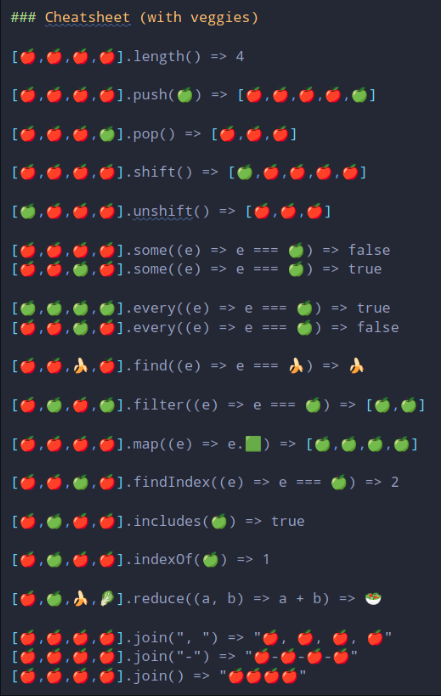 ### Cheatsheet (with veggies)
[🍎,🍎,🍎,🍎].length() => 4
[🍎,🍎,🍎,🍎].push(🍏) => [🍎,🍎,🍎,🍎,🍏]
[🍎,🍎,🍎,🍏].pop() => [🍎,🍎,🍎]
[🍎,🍎,🍎,🍎].shift() => [🍏,🍎,🍎,🍎,🍎]
[🍏,🍎,🍎,🍎].unshift() => [🍎,🍎,🍎]
[🍎,🍎,🍎,🍎].some((e) => e === 🍏) => false
[🍎,🍎,🍏,🍎].some((e) => e === 🍏) => true
[🍏,🍏,🍏,🍏].every((e) => e === 🍏) => true
[🍎,🍎,🍏,🍎].every((e) => e === 🍏) => false
[🍎,🍎,🍌,🍎].find((e) => e === 🍌) => 🍌
[🍎,🍏,🍎,🍏].filter((e) => e === 🍏) => [🍏,🍏]
[🍎,🍎,🍎,🍎].map((e) => e.🟩) => [🍏,🍏,🍏,🍏]
[🍎,🍎,🍏,🍎].findIndex((e) => e === 🍏) => 2
[🍎,🍏,🍎,🍎].includes(🍏) => true
[🍎,🍏,🍎,🍎].indexOf(🍏) => 1
[🍎,🍏,🍌,🥬].reduce((a, b) => a + b) => 🥗
[🍎,🍎,🍎,🍎].join(", ") => "🍎, 🍎, 🍎, 🍎"
[🍎,🍎,🍎,🍎].join("-") => "🍎-🍎-🍎-🍎"
[🍎,🍎,🍎,🍎].join() => "🍎🍎🍎🍎"